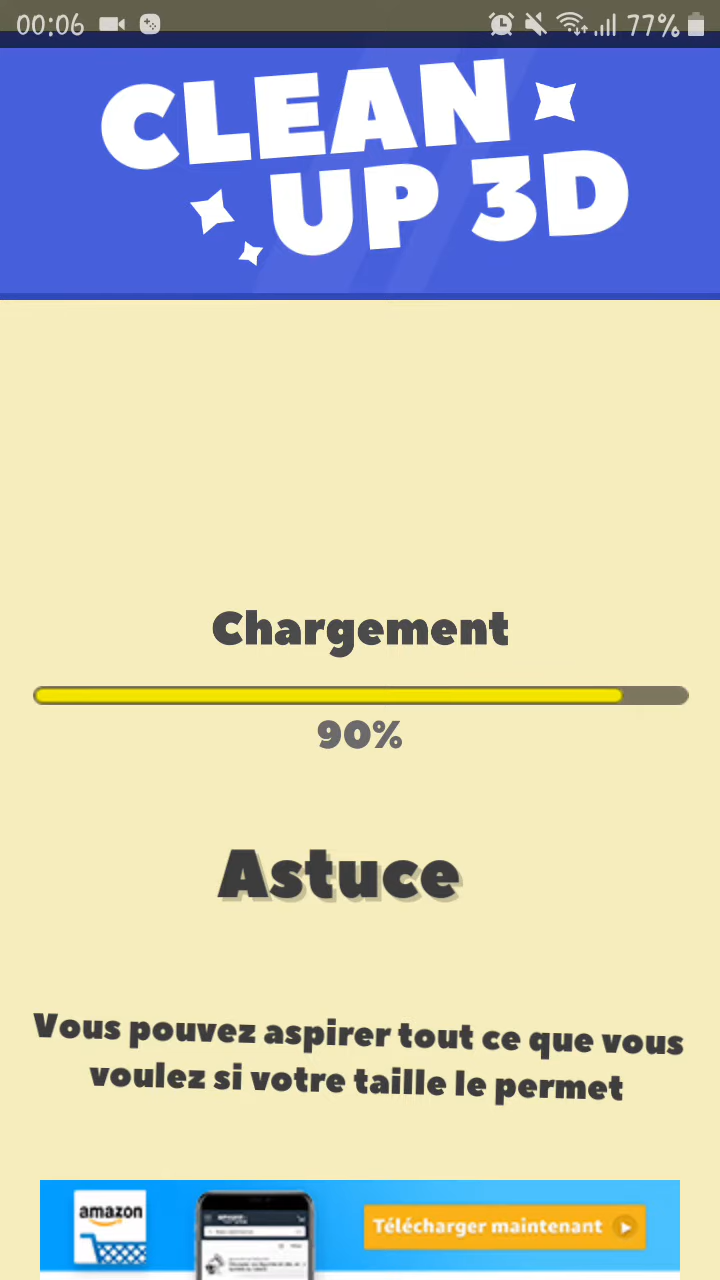 00:06
77%
CLEAN
UP 3D
Chargement
90%
Astuce
Vous pouvez aspirer tout ce que vous
voulez si votre taille le permet
amazon
Télécharger maintenant